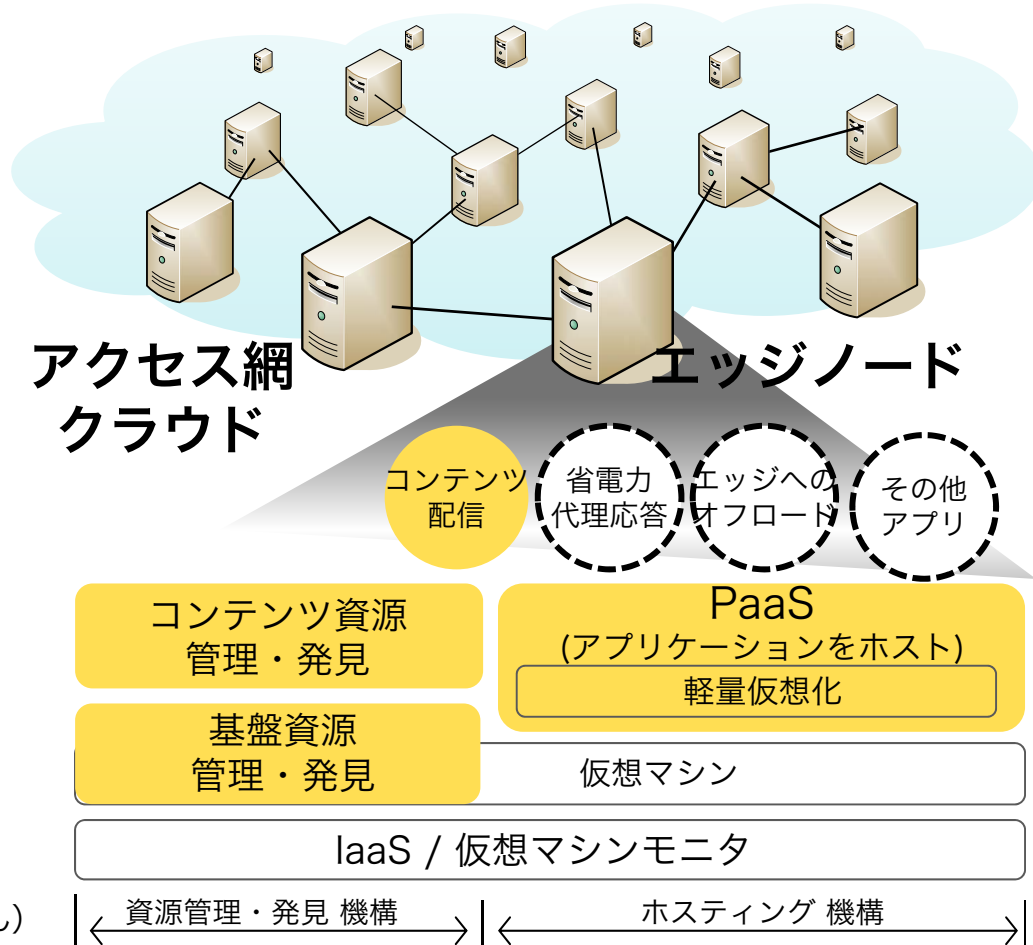 アクセス網
クラウド
エッジノード
コンテンツ
配信
省電力
代理応答
エッジへの
オフロード
その他
アプリ
コンテンツ資源
管理・発見
PaaS
(アプリケーションをホスト)
軽量仮想化
基盤資源
管理・発見
仮想マシン
IaaS / 仮想マシンモニタ
ん)
資源管理・発見 機構
ホスティング 機構